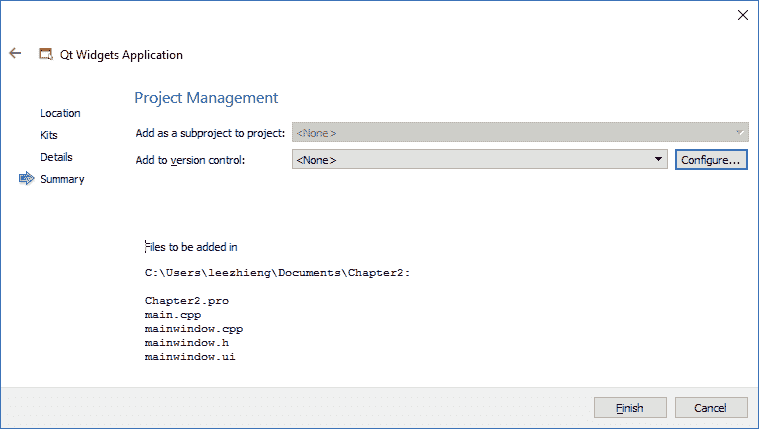 Qt Widgets Application
Location
Kits
Details
Summary
Project Management
Add as a subproject to project: <None>
Add to version control: <None> Configure...
Files to be added in
C:\Users\leezhieng\Documents\Chapter2:
Chapter2.pro
main.cpp
mainwindow.cpp
mainwindow.h
mainwindow.ui
Finish Cancel